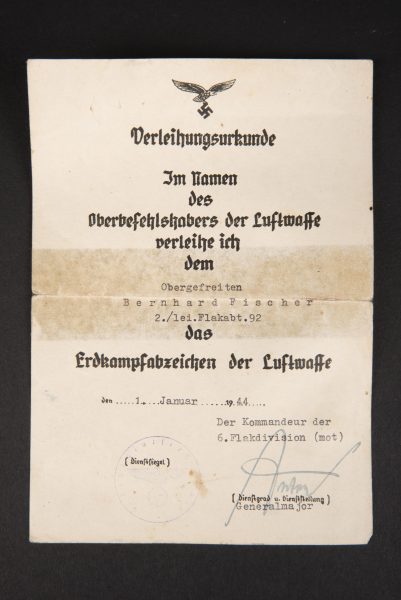 Verleihungsurkunde
Im Namen
des
Oberbefehlshabers der Luftwaffe
verleihe ich
dem
Obergefreiten
Bernhard Fischer
2./lei.Flakabt.92
das
Erdkampfabzeichen der Luftwaffe
den 1. Januar 1944.
Der Kommandeur der
6.Flakdivision (mot)
(Dienstsiegel)
(Dienstgrad u. Dienststellung)
Generalmajor